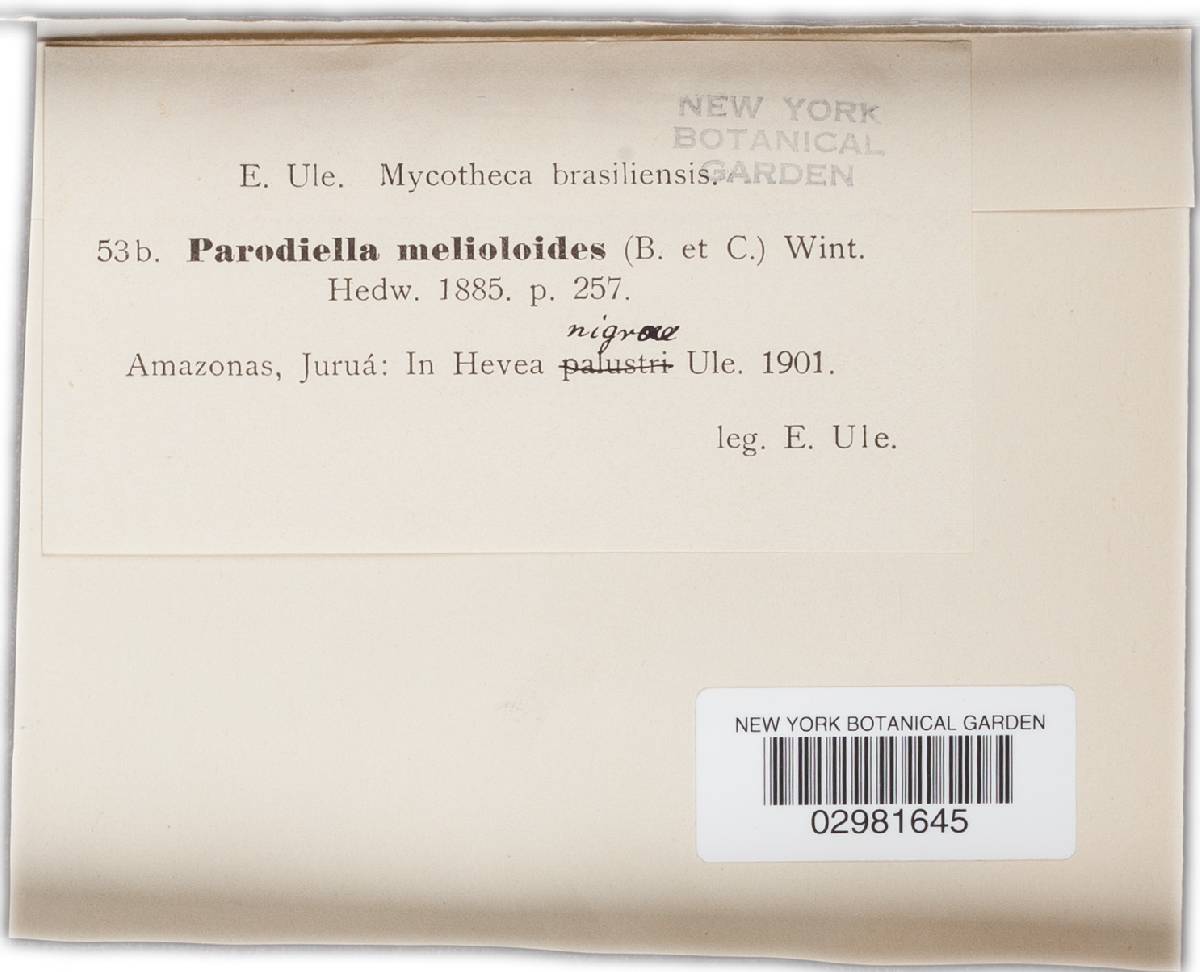 NEW YORK
BOTANICAL
GARDEN
E. Ule. Mycotheca brasiliensis.
53b. Parodiella melioloides (B. et C.) Wint.
Hedw. 1885. p. 257.
nigrae
Amazonas, Juruá: In Hevea palustri Ule. 1901.
leg. E. Ule.
NEW YORK BOTANICAL GARDEN
02981645